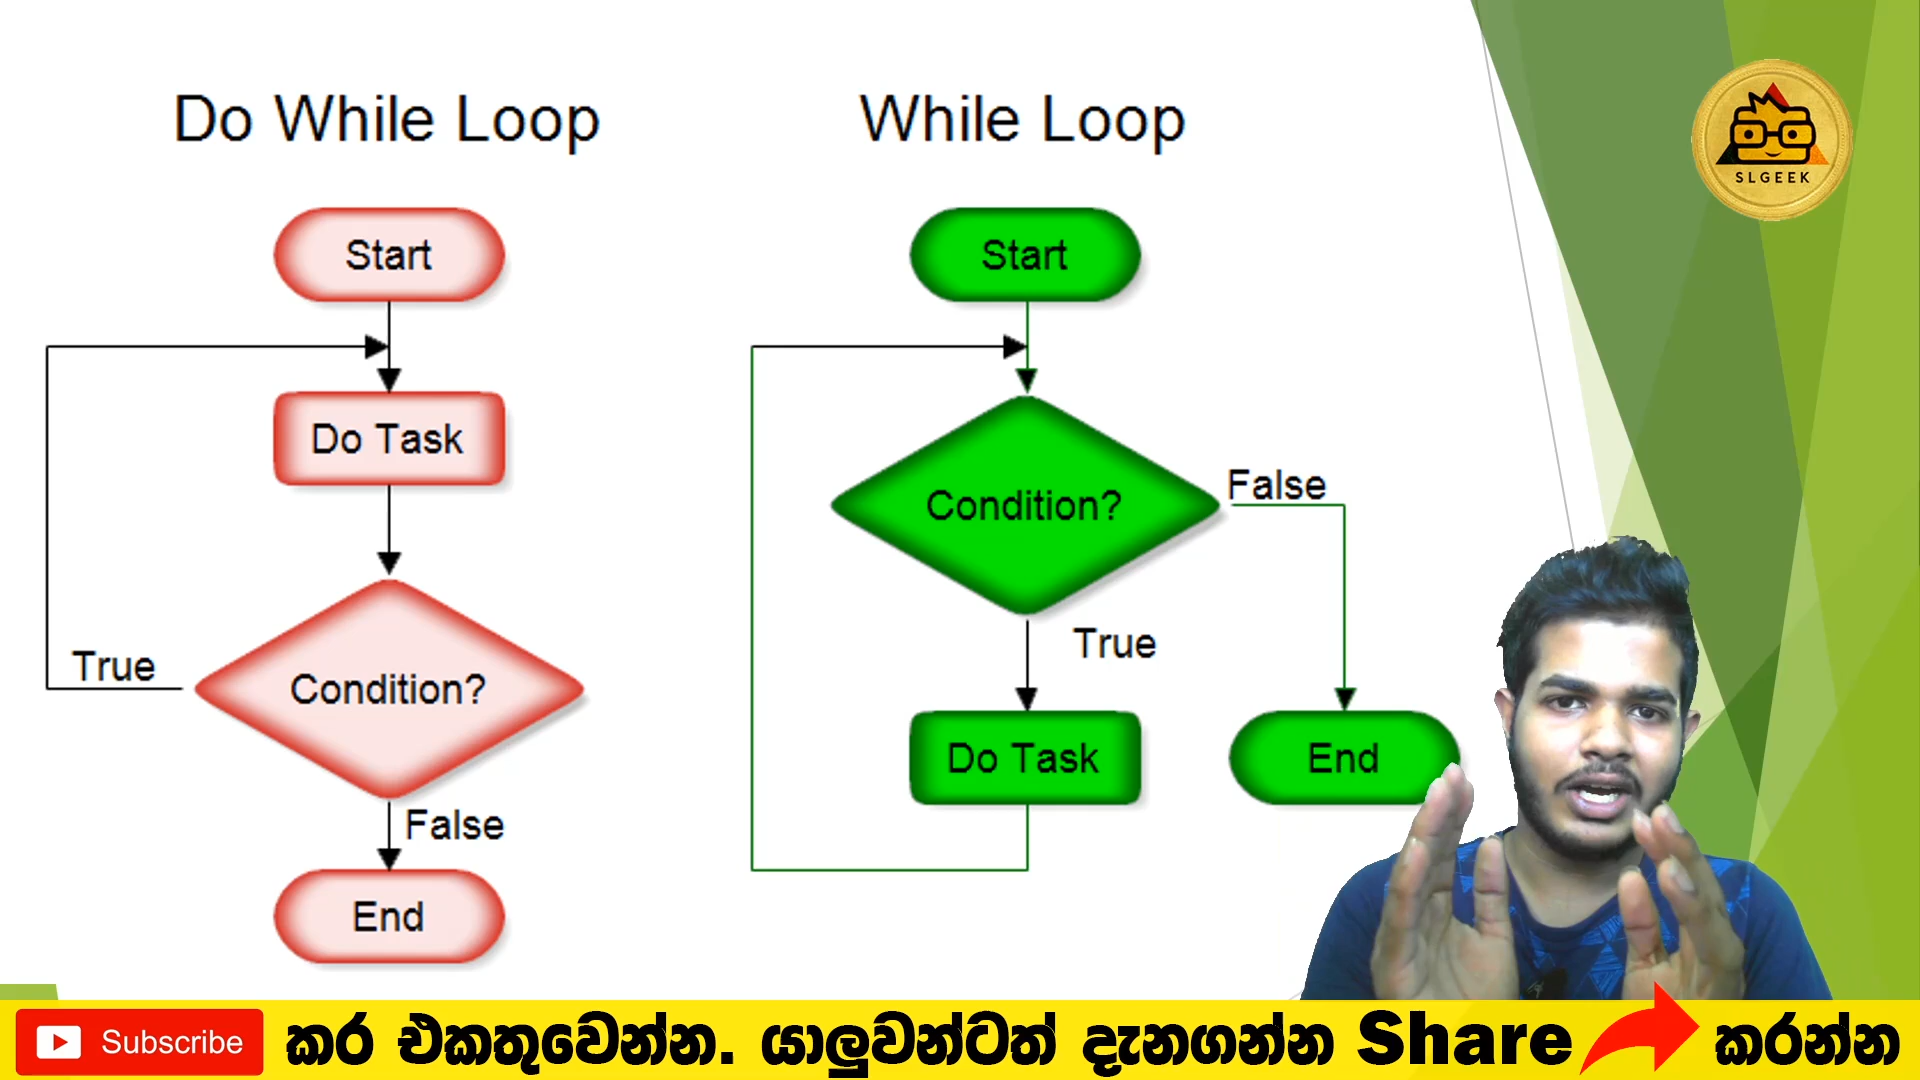 Do While Loop
Start
Do Task
True
Condition?
False
End
While Loop
Start
Condition?
False
True
Do Task
End
SLGEEK
Subscribe කර එකතුවෙන්න. යාලුවන්ටත් දැනගන්න Share කරන්න